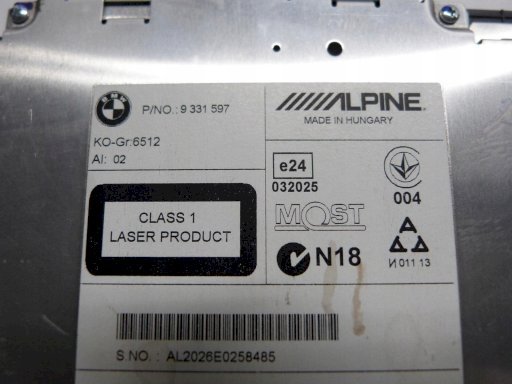 BMW
P/NO.: 9 331 597
KO-Gr:6512
AI: 02
CLASS 1
LASER PRODUCT
ALPINE
MADE IN HUNGARY
e24
032025
004
MOST
N18
И 011 13
S.NO. : AL2026E0258485